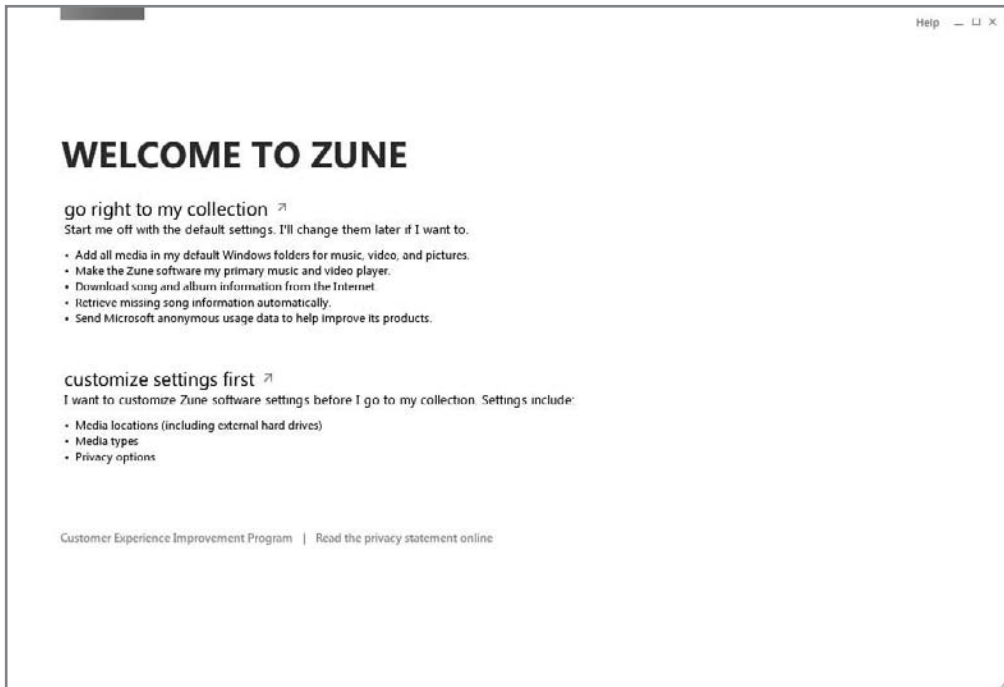 Help
WELCOME TO ZUNE
go right to my collection
Start me off with the default settings. I'll change them later if I want to.
• Add all media in my default Windows folders for music, video, and pictures.
• Make the Zune software my primary music and video player.
• Download song and album information from the Internet.
• Retrieve missing song information automatically.
• Send Microsoft anonymous usage data to help improve its products.
customize settings first
I want to customize Zune software settings before I go to my collection. Settings include:
• Media locations (including external hard drives)
• Media types
• Privacy options
Customer Experience Improvement Program | Read the privacy statement online